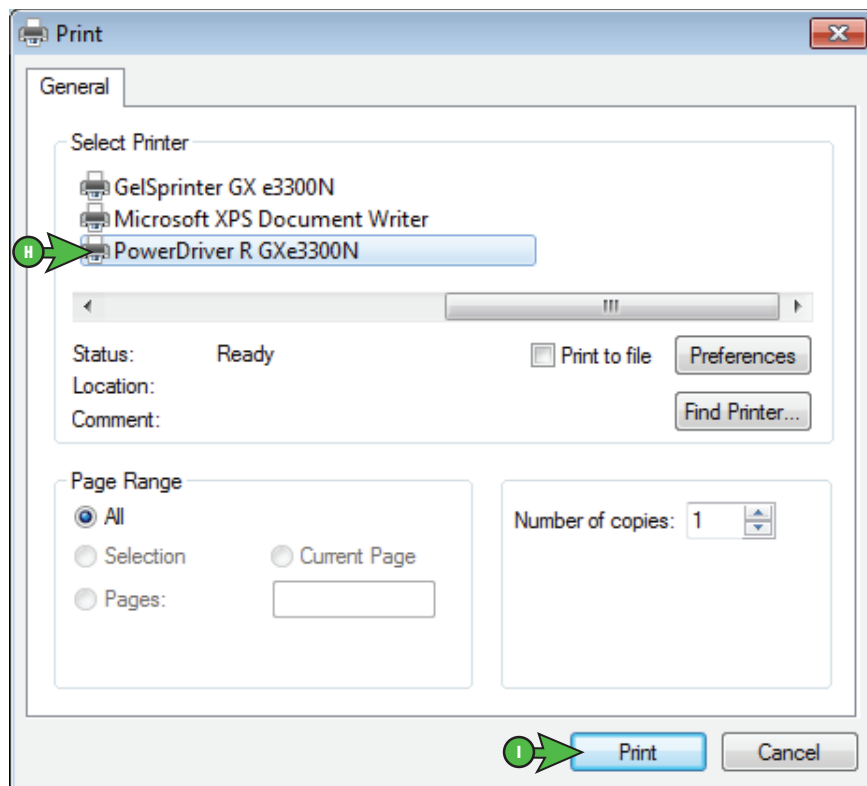 Print
General
Select Printer
GelSprinter GX e3300N
Microsoft XPS Document Writer
H
PowerDriver R GXe3300N
Status: Ready
Print to file
Preferences
Location:
Comment:
Find Printer...
Page Range
All
Selection
Current Page
Pages:
Number of copies: 1
I
Print
Cancel